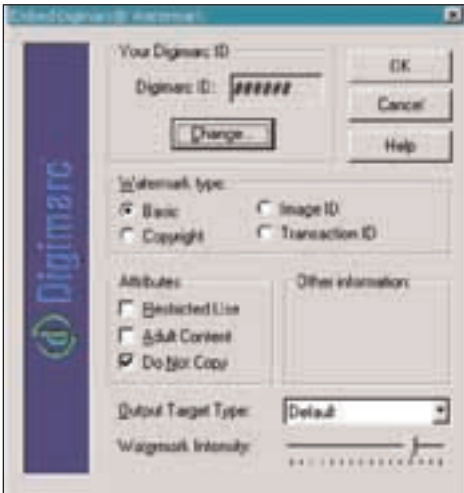 Embed Digimarc® Watermark
Digimarc
Your Digimarc ID
Digimarc ID: ######
Change...
OK
Cancel
Help
Watermark type:
Basic
Image ID
Copyright
Transaction ID
Attributes
Restricted Use
Adult Content
Do Not Copy
Other information:
Output Target Type:
Default
Watermark Intensity: